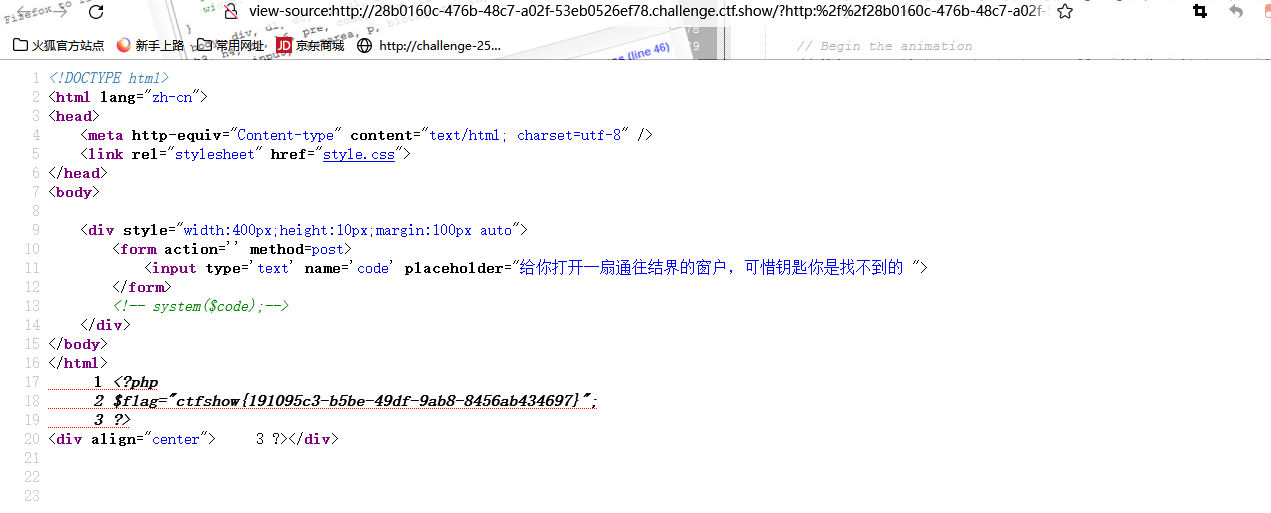 view-source:http://28b0160c-476b-48c7-a02f-53eb0526ef78.challenge.ctf.show/?http:%2f%2f28b0160c-476b-48c7-a02f-
火狐官方站点 新手上路 常用网址 JD 京东商城 http://challenge-25...
(line 46)
// Begin the animation
1 <!DOCTYPE html>
2 <html lang="zh-cn">
3 <head>
4 <meta http-equiv="Content-type" content="text/html; charset=utf-8" />
5 <link rel="stylesheet" href="style.css">
6 </head>
7 <body>
8
9 <div style="width:400px;height:10px;margin:100px auto">
10 <form action='' method=post>
11 <input type='text' name='code' placeholder="给你打开一扇通往结界的窗户，可惜钥匙你是找不到的 ">
12 </form>
13 <!-- system($code);-->
14 </div>
15 </body>
16 </html>
17 1 <?php
18 2 $flag="ctfshow{191095c3-b5be-49df-9ab8-8456ab434697}";
19 3 ?>
20 <div align="center"> 3 ?></div>
21
22
23